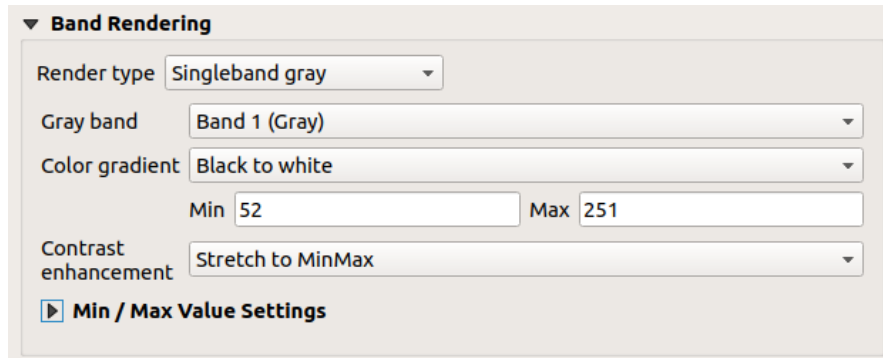 Band Rendering
Render type Singleband gray
Gray band Band 1 (Gray)
Color gradient Black to white
Min 52 Max 251
Contrast
enhancement Stretch to MinMax
Min / Max Value Settings